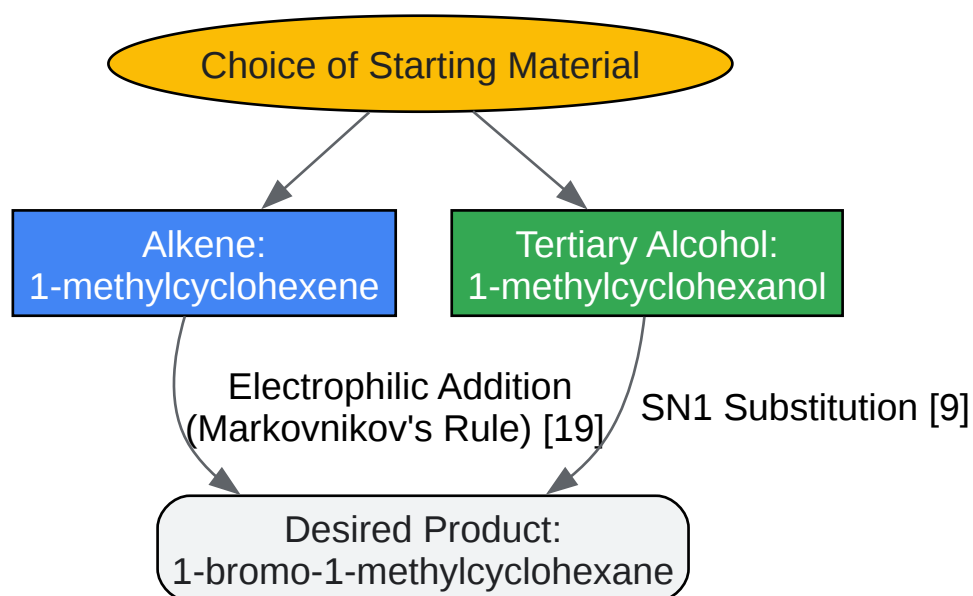 Choice of Starting Material
Alkene:
1-methylcyclohexene
Tertiary Alcohol:
1-methylcyclohexanol
Electrophilic Addition
(Markovnikov's Rule) [19]
SN1 Substitution [9]
Desired Product:
1-bromo-1-methylcyclohexane